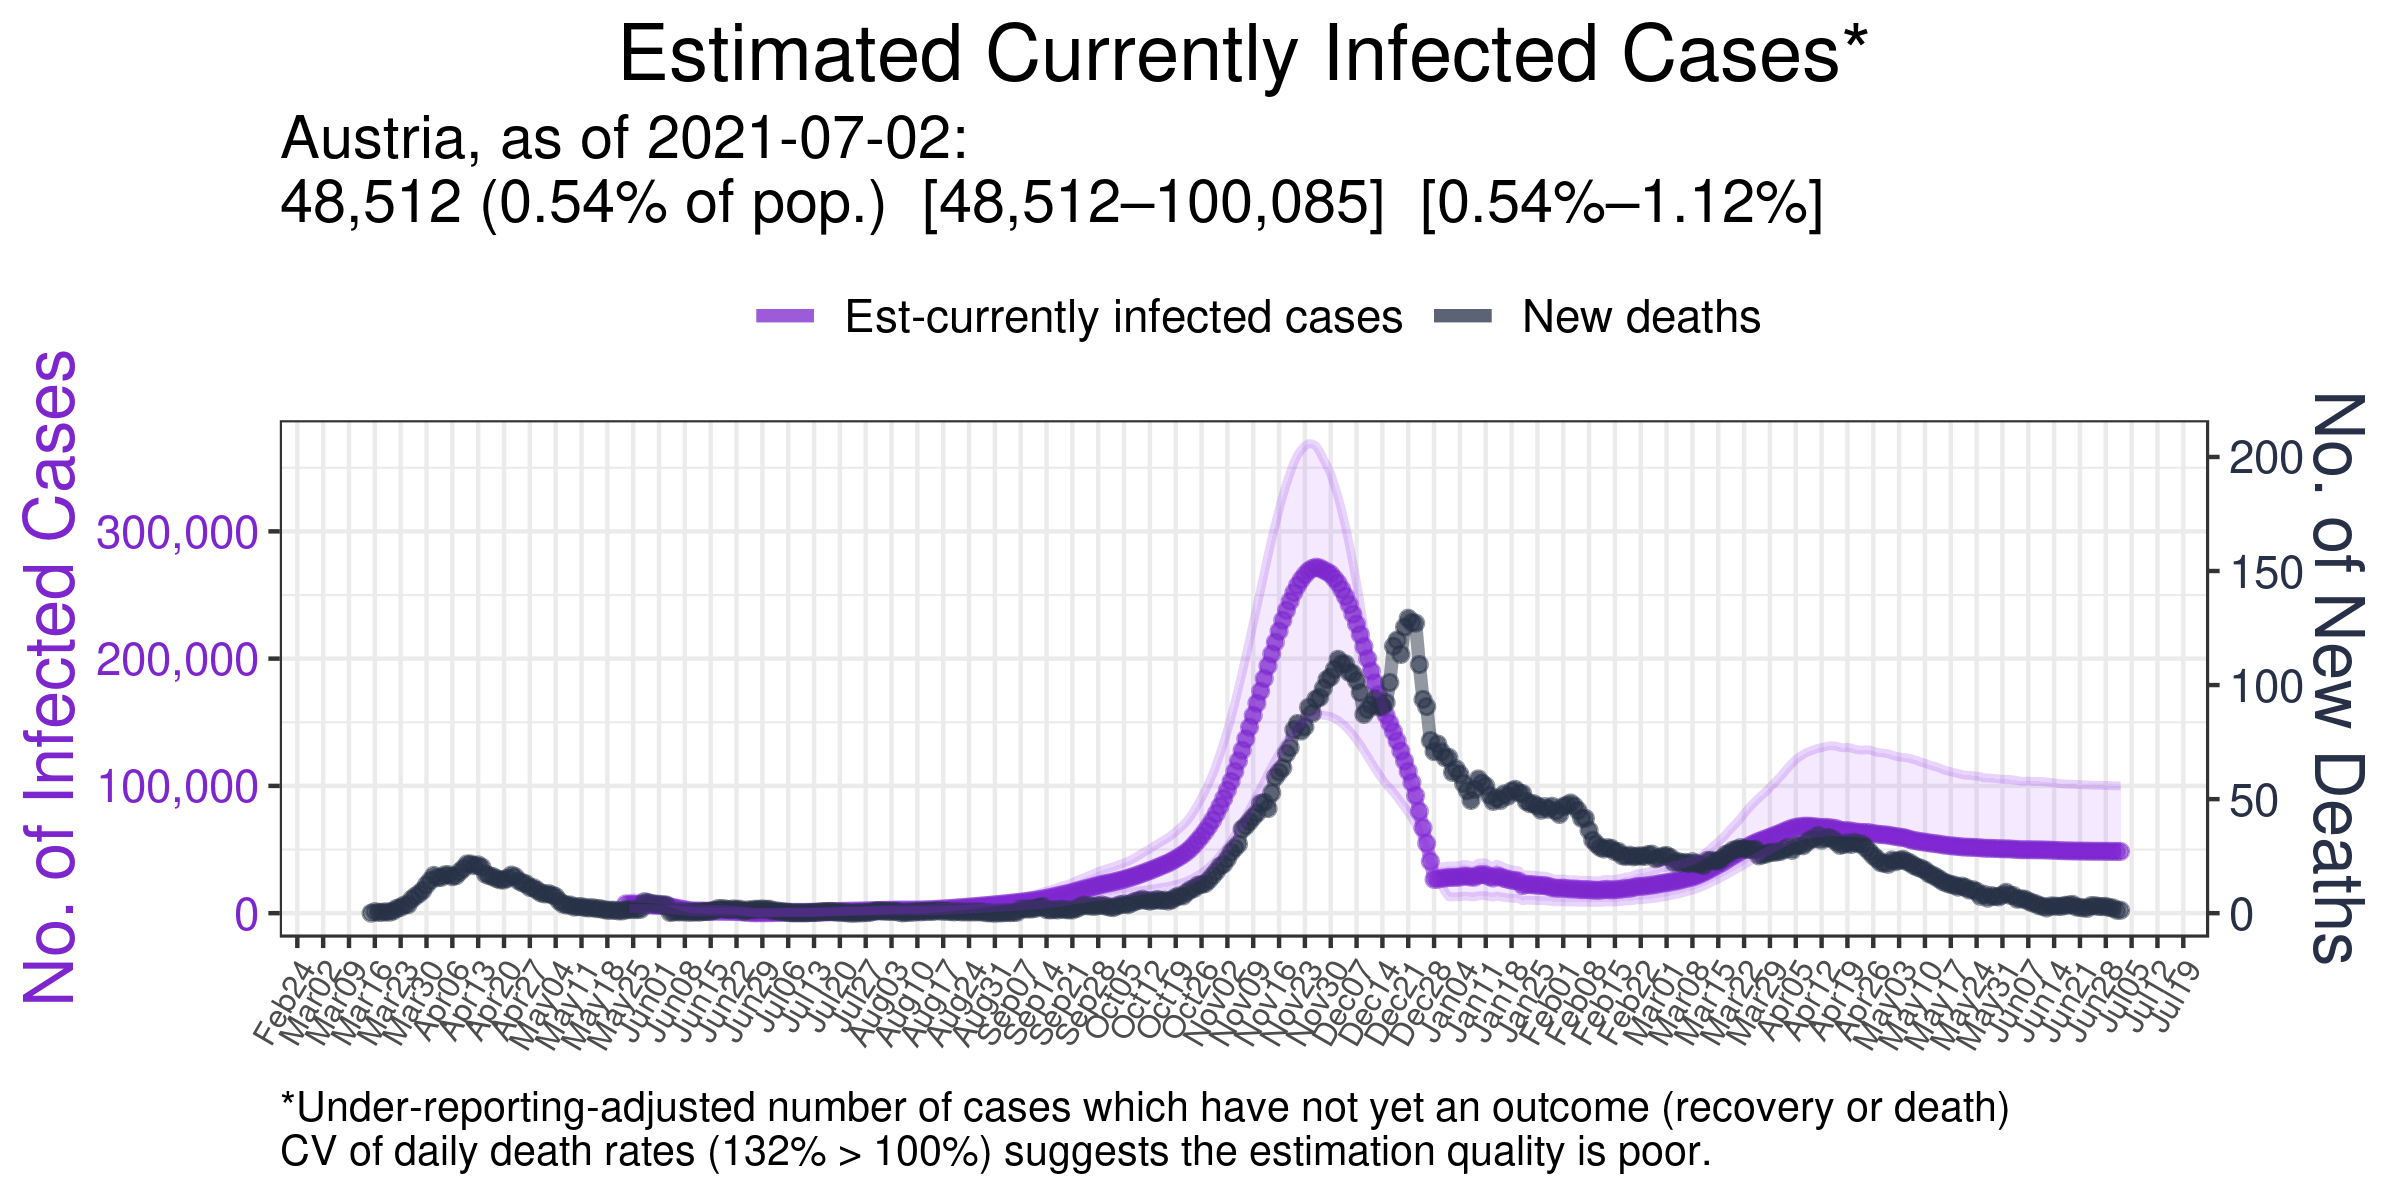 Estimated Currently Infected Cases*
Austria, as of 2021-07-02:
48,512 (0.54% of pop.) [48,512–100,085] [0.54%–1.12%]
Est-currently infected cases New deaths
No. of Infected Cases
300,000
200,000
100,000
0
No. of New Deaths
200
150
100
50
0
Feb24 Mar02 Mar09 Mar16 Mar23 Mar30 Apr06 Apr13 Apr20 Apr27 May04 May11 May18 May25 Jun01 Jun08 Jun15 Jun22 Jun29 Jul06 Jul13 Jul20 Jul27 Aug03 Aug10 Aug17 Aug24 Aug31 Sep07 Sep14 Sep21 Sep28 Oct05 Oct12 Oct19 Oct26 Nov02 Nov09 Nov16 Nov23 Nov30 Dec07 Dec14 Dec21 Dec28 Jan04 Jan11 Jan18 Jan25 Feb01 Feb08 Feb15 Feb22 Mar01 Mar08 Mar15 Mar22 Mar29 Apr05 Apr12 Apr19 Apr26 May03 May10 May17 May24 May31 Jun07 Jun14 Jun21 Jun28 Jul05 Jul12 Jul19
*Under-reporting-adjusted number of cases which have not yet an outcome (recovery or death)
CV of daily death rates (132% > 100%) suggests the estimation quality is poor.